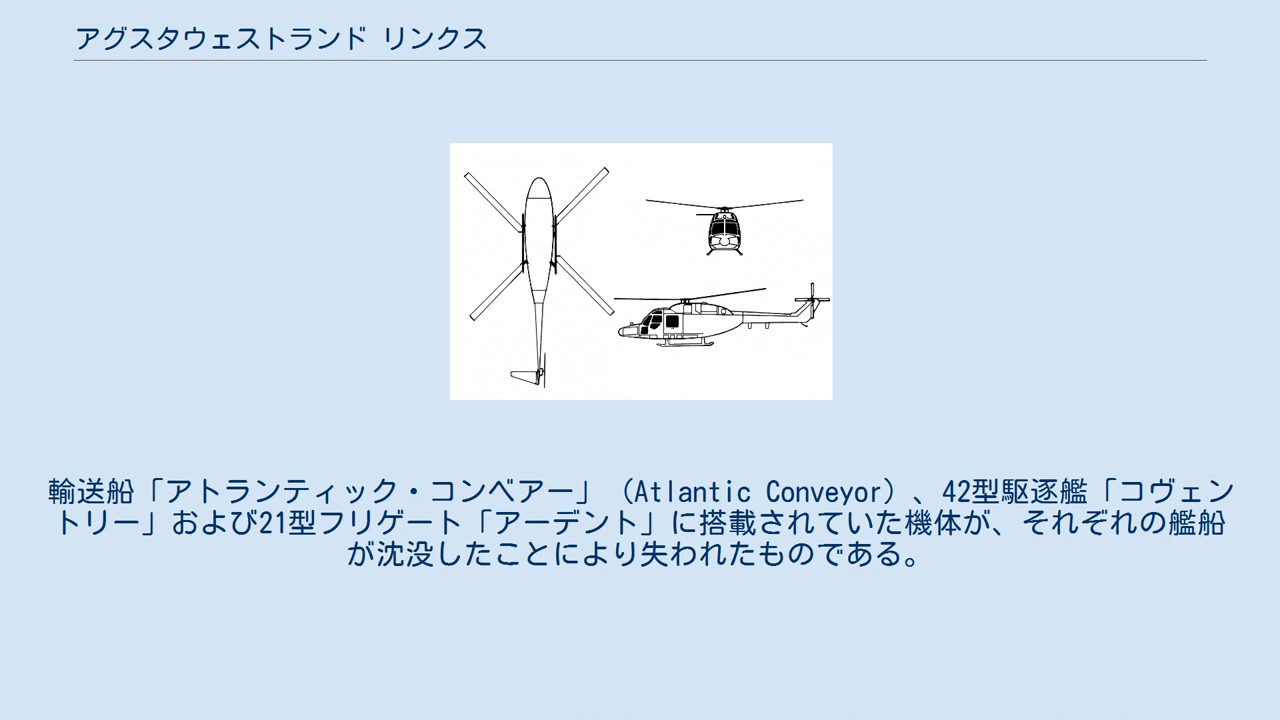 アグスタウェストランド リンクス
輸送船「アトランティック・コンベアー」（Atlantic Conveyor）、42型駆逐艦「コヴェン
トリー」および21型フリゲート「アーデント」に搭載されていた機体が、それぞれの艦船
が沈没したことにより失われたものである。